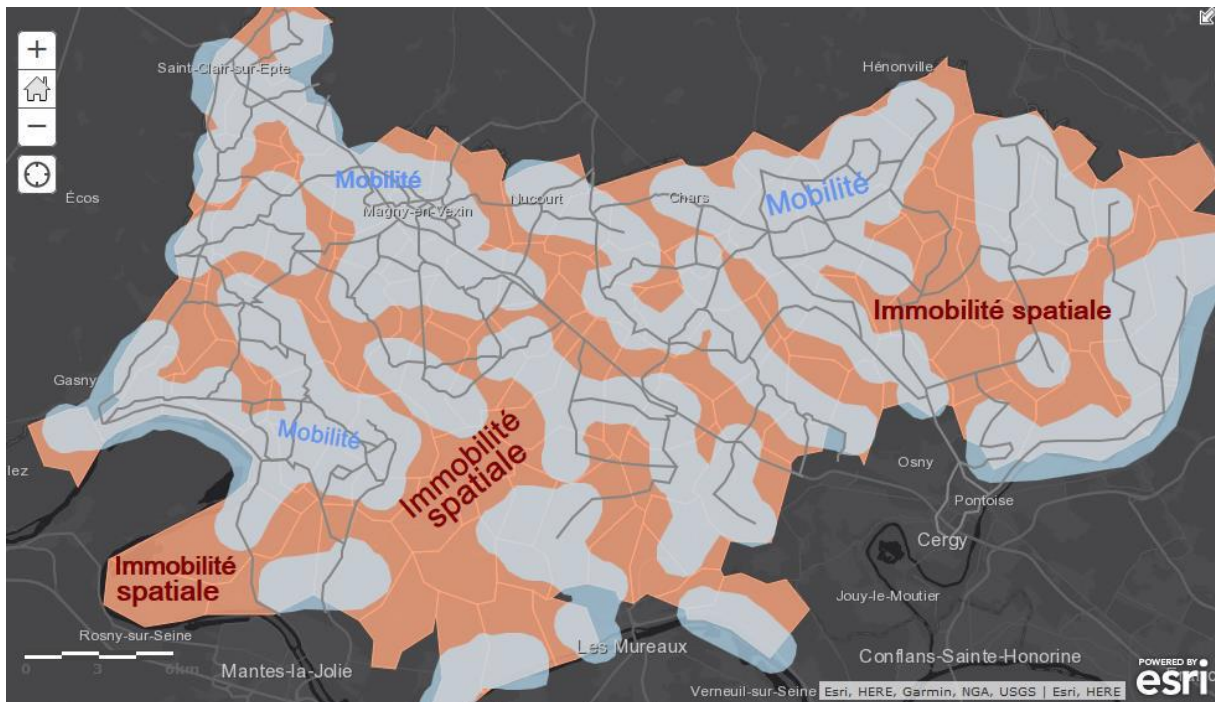 +
−
Saint-Clair-sur-Epte
Hénonville
Écos
Mobilité
Magny-en-Vexin
Nucourt
Chars
Mobilité
Immobilité spatiale
Gasny
Mobilité
Immobilité
spatiale
lez
Osny
Pontoise
Cergy
Immobilité
spatiale
Jouy-le-Moutier
Rosny-sur-Seine
Les Mureaux
0 3 6km
Mantes-la-Jolie
Conflans-Sainte-Honorine
Verneuil-sur-Seine
Esri, HERE, Garmin, NGA, USGS | Esri, HERE
POWERED BY
esri